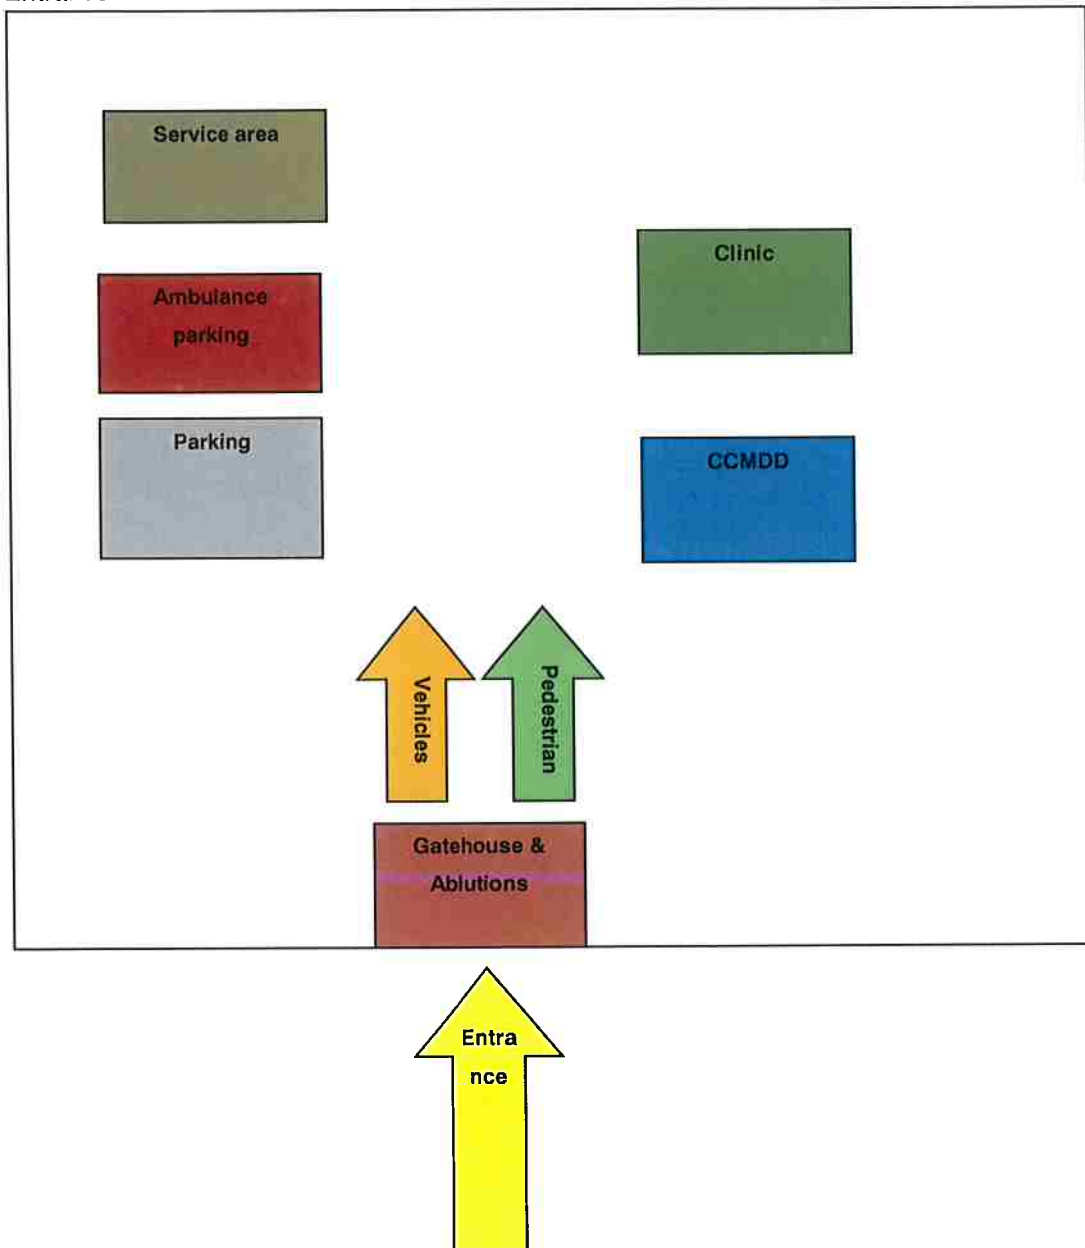 Service area
Ambulance
parking
Parking
Clinic
CCMDD
Vehicles
Pedestrian
Gatehouse &
Ablutions
Entra
nce